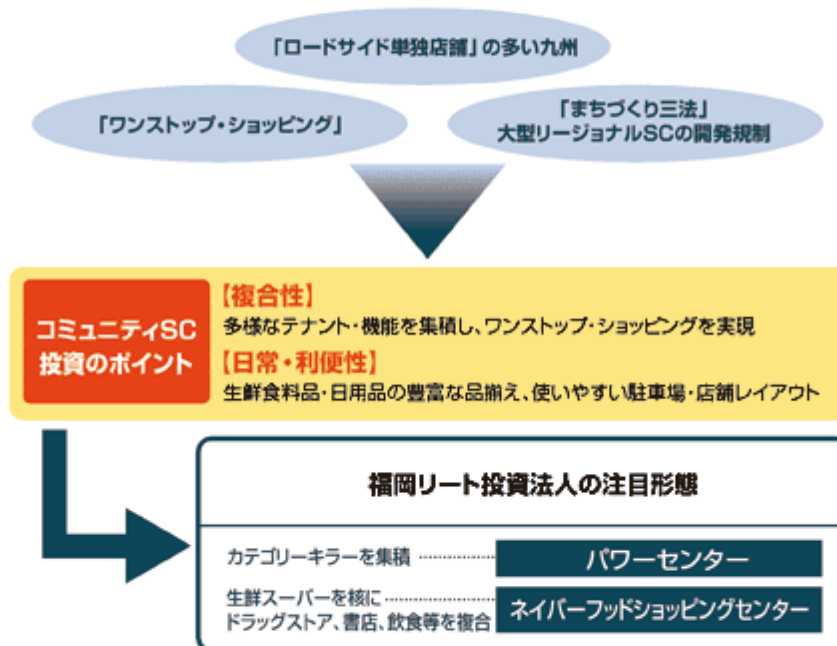 「ロードサイド単独店舗」の多い九州
「ワンストップ・ショッピング」
「まちづくり三法」
大型リージョナルSCの開発規制
コミュニティSC
投資のポイント
【複合性】
多様なテナント・機能を集積し、ワンストップ・ショッピングを実現
【日常・利便性】
生鮮食料品・日用品の豊富な品揃え、使いやすい駐車場・店舗レイアウト
福岡リート投資法人の注目形態
カテゴリーキラーを集積 ………… パワーセンター
生鮮スーパーを核に ………… ネイバーフッドショッピングセンター
ドラッグストア、書店、飲食等を複合